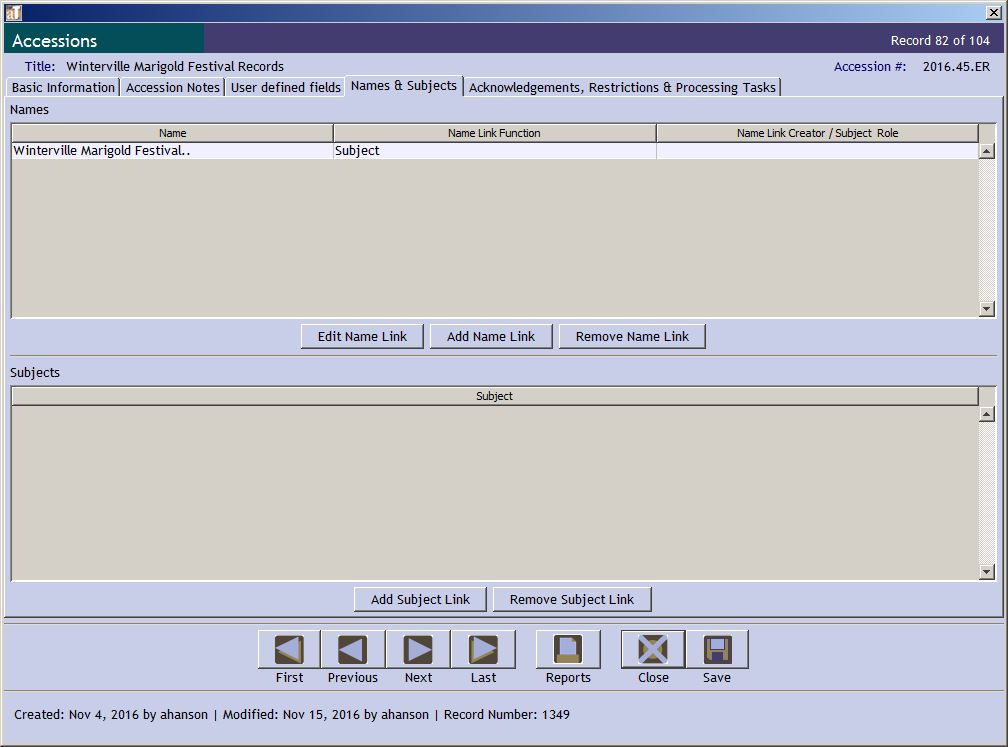 aT
Accessions
Record 82 of 104
Title: Winterville Marigold Festival Records
Accession #: 2016.45.ER
Basic Information
Accession Notes
User defined fields
Names & Subjects
Acknowledgements, Restrictions & Processing Tasks
Names
Name
Name Link Function
Name Link Creator / Subject Role
Winterville Marigold Festival..
Subject
Edit Name Link
Add Name Link
Remove Name Link
Subjects
Subject
Add Subject Link
Remove Subject Link
First
Previous
Next
Last
Reports
Close
Save
Created: Nov 4, 2016 by ahanson | Modified: Nov 15, 2016 by ahanson | Record Number: 1349